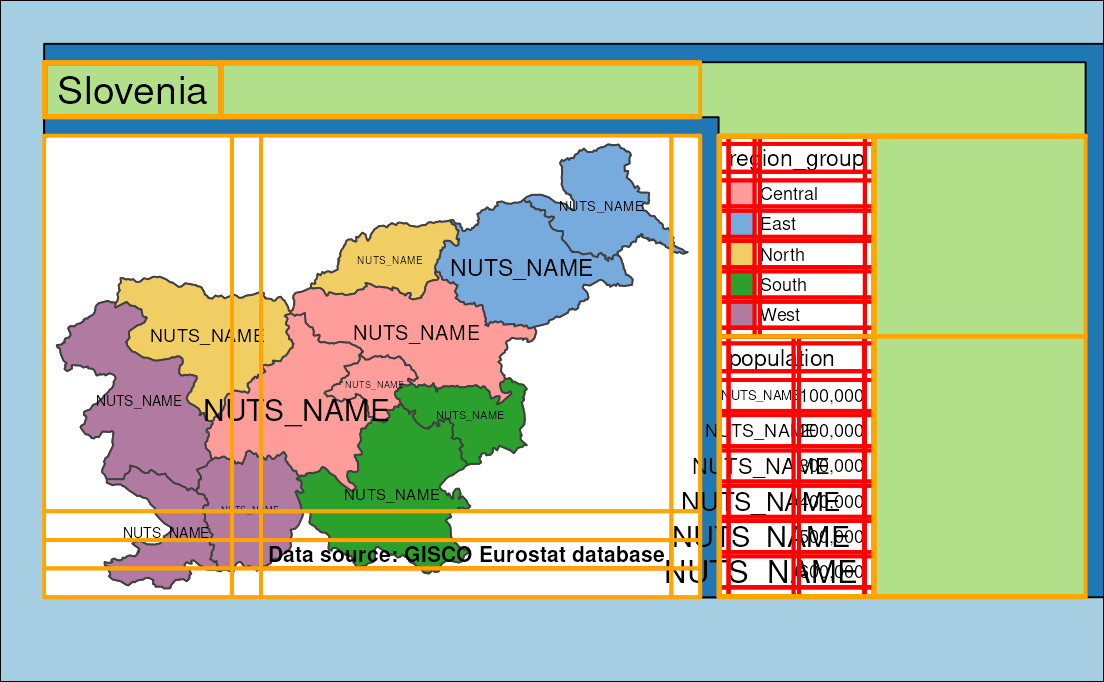 Slovenia
NUTS_NAME
NUTS_NAME
NUTS_NAME
NUTS_NAME
NUTS_NAME
NUTS_NAME
NUTS_NAME
NUTS_NAME
NUTS_NAME
NUTS_NAME
NUTS_NAME
NUTS_NAME
Data source: GISCO Eurostat database
region_group
Central
East
North
South
West
population
NUTS_NAME 100,000
NUTS_NAME 200,000
NUTS_NAME 300,000
NUTS_NAME 400,000
NUTS_NAME 500,000
NUTS_NAME 600,000